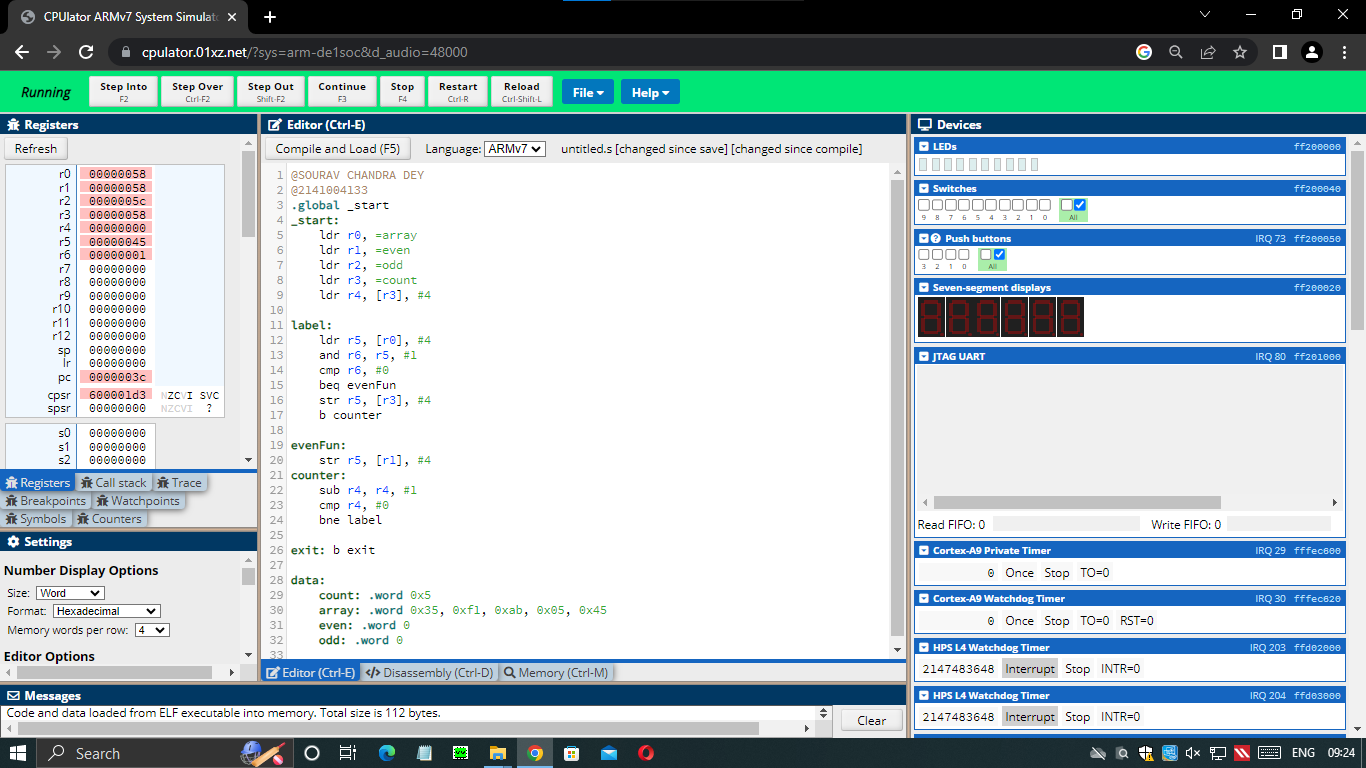 CPUlator ARMv7 System Simulato
cpulator.01xz.net/?sys=arm-de1soc&d_audio=48000
Running
Step Into
F2
Step Over
Ctrl-F2
Step Out
Shift-F2
Continue
F3
Stop
F4
Restart
Ctrl-R
Reload
Ctrl-Shift-L
File
Help
Registers
Refresh
r0 00000058
r1 00000058
r2 0000005c
r3 00000058
r4 00000000
r5 00000045
r6 00000001
r7 00000000
r8 00000000
r9 00000000
r10 00000000
r11 00000000
r12 00000000
sp 00000000
lr 00000000
pc 0000003c
cpsr 600001d3 NZCVI SVC
spsr 00000000 NZCVI ?
s0 00000000
s1 00000000
s2 00000000
Registers Call stack Trace
Breakpoints Watchpoints
Symbols Counters
Settings
Number Display Options
Size: Word
Format: Hexadecimal
Memory words per row: 4
Editor Options
Editor (Ctrl-E)
Compile and Load (F5) Language: ARMv7 untitled.s [changed since save] [changed since compile]
1 @SOURAV CHANDRA DEY
2 @2141004133
3 .global _start
4 _start:
5 ldr r0, =array
6 ldr r1, =even
7 ldr r2, =odd
8 ldr r3, =count
9 ldr r4, [r3], #4
10
11 label:
12 ldr r5, [r0], #4
13 and r6, r5, #1
14 cmp r6, #0
15 beq evenFun
16 str r5, [r3], #4
17 b counter
18
19 evenFun:
20 str r5, [r1], #4
21 counter:
22 sub r4, r4, #1
23 cmp r4, #0
24 bne label
25
26 exit: b exit
27
28 data:
29 count: .word 0x5
30 array: .word 0x35, 0xf1, 0xab, 0x05, 0x45
31 even: .word 0
32 odd: .word 0
33
Editor (Ctrl-E) Disassembly (Ctrl-D) Memory (Ctrl-M)
Messages
Code and data loaded from ELF executable into memory. Total size is 112 bytes.
Clear
Devices
LEDs ff200000
Switches ff200040
9 8 7 6 5 4 3 2 1 0 All
Push buttons IRQ 73 ff200050
3 2 1 0 All
Seven-segment displays ff200020
JTAG UART IRQ 80 ff201000
Read FIFO: 0 Write FIFO: 0
Cortex-A9 Private Timer IRQ 29 fffec600
0 Once Stop TO=0
Cortex-A9 Watchdog Timer IRQ 30 fffec620
0 Once Stop TO=0 RST=0
HPS L4 Watchdog Timer IRQ 203 ffd02000
2147483648 Interrupt Stop INTR=0
HPS L4 Watchdog Timer IRQ 204 ffd03000
2147483648 Interrupt Stop INTR=0
Search
ENG 09:24